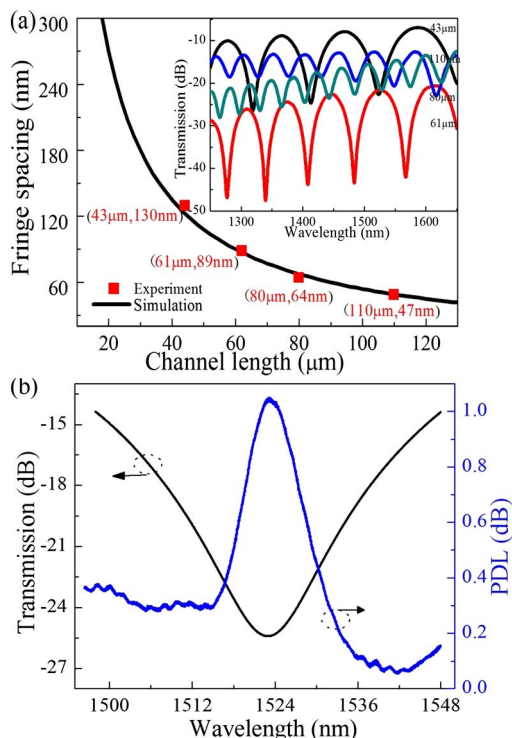 (a)
300
240
180
120
60
Fringe spacing (nm)
20
40
60
80
100
120
Channel length (μm)
(43μm,130nm)
(61μm,89nm)
(80μm,64nm)
(110μm,47nm)
Experiment
Simulation
-10
-20
-30
-40
-50
Transmission (dB)
1300
1400
1500
1600
Wavelength (nm)
43μm
110μm
80μm
61μm
(b)
-15
-18
-21
-24
-27
Transmission (dB)
1500
1512
1524
1536
1548
Wavelength (nm)
1.0
0.8
0.6
0.4
0.2
0.0
PDL (dB)